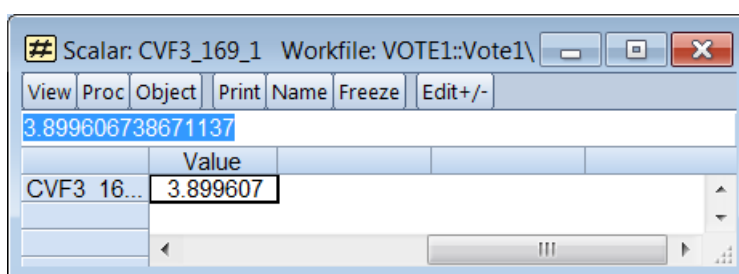 Scalar: CVF3_169_1 Workfile: VOTE1::Vote1\
View Proc Object Print Name Freeze Edit+/-
3.899606738671137
Value
CVF3_16... 3.899607